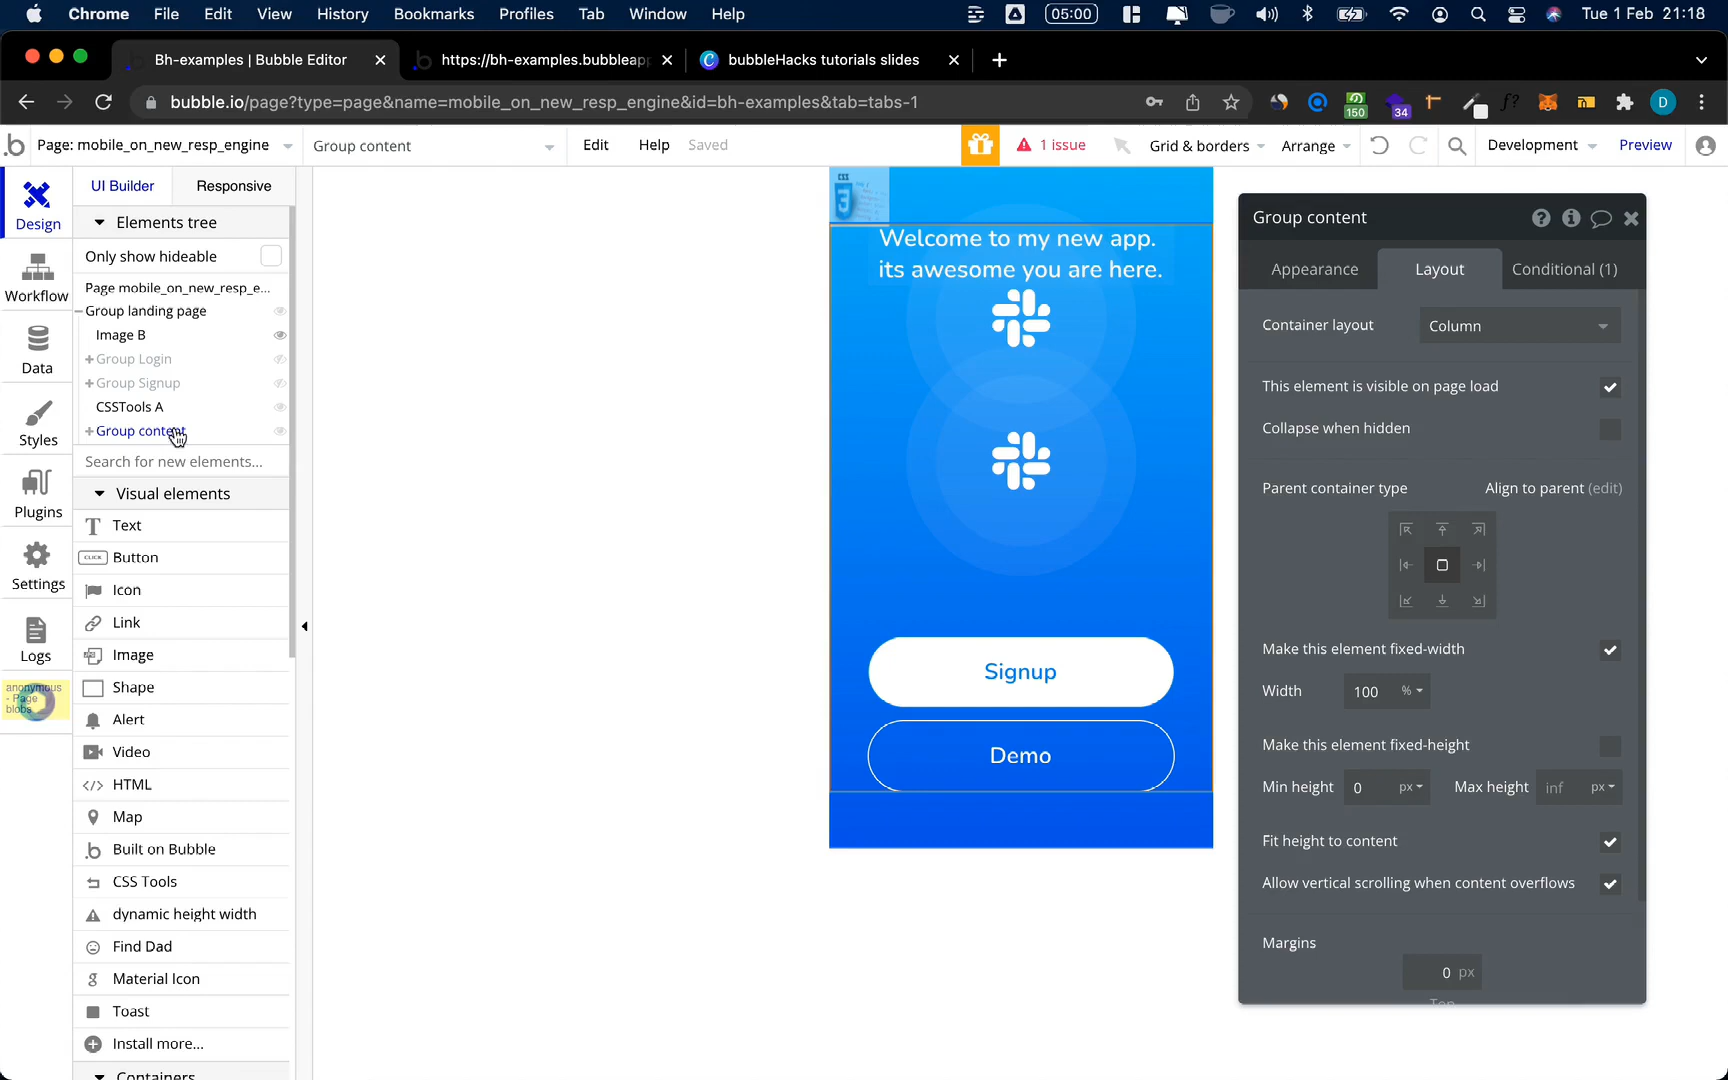 Chrome File Edit View History Bookmarks Profiles Tab Window Help 05:00 Tue 1 Feb 21:18
Bh-examples | Bubble Editor https://bh-examples.bubbleapp bubbleHacks tutorials slides
bubble.io/page?type=page&name=mobile_on_new_resp_engine&id=bh-examples&tab=tabs-1 150 34 f? D
Page: mobile_on_new_resp_engine Group content Edit Help Saved 1 issue Grid & borders Arrange Development Preview
Design
Workflow
Data
Styles
Plugins
Settings
Logs
anonymous
- Page
blobs
UI Builder Responsive
Elements tree
Only show hideable
Page mobile_on_new_resp_e...
Group landing page
Image B
Group Login
Group Signup
CSSTools A
Group content
Search for new elements...
Visual elements
Text
CLICK Button
Icon
Link
Image
Shape
Alert
Video
HTML
Map
Built on Bubble
CSS Tools
dynamic height width
Find Dad
Material Icon
Toast
Install more...
Containers
CSS
3
Welcome to my new app.
its awesome you are here.
Signup
Demo
Group content
Appearance Layout Conditional (1)
Container layout Column
This element is visible on page load
Collapse when hidden
Parent container type Align to parent (edit)
Make this element fixed-width
Width 100 %
Make this element fixed-height
Min height 0 px Max height inf px
Fit height to content
Allow vertical scrolling when content overflows
Margins
0 px
Top